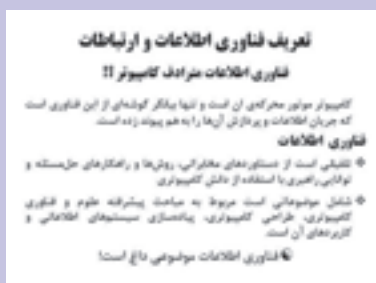 تعریف فناوری اطلاعات و ارتباطات
فناوری اطلاعات مترادف کامپیوتر !!
کامپیوتر موتور محرکه‌ی آن است و تنها بیانگر گوشه‌ای از این فناوری است
که جریان اطلاعات و پردازش آن‌ها را به هم پیوند زده است.
فناوری اطلاعات
تلفیقی است از دستاوردهای مخابراتی، روش‌ها و راهکارهای حل‌مسئله و
توانایی راهبری با استفاده از دانش کامپیوتری
شامل موضوعاتی است مربوط به مباحث پیشرفته علوم و فناوری
کامپیوتری، طراحی کامپیوتری، پیاده‌سازی سیستم‌های اطلاعاتی و
کاربردهای آن است.
فناوری اطلاعات موضوعی داغ است!